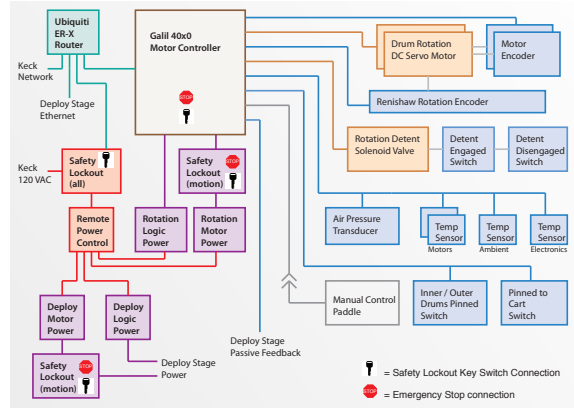 Ubiquiti
ER-X
Router
Galil 40x0
Motor Controller
STOP
Keck
Network
Deploy Stage
Ethernet
Drum Rotation
DC Servo Motor
Motor
Encoder
Renishaw Rotation Encoder
Rotation Detent
Solenoid Valve
Detent
Engaged
Switch
Detent
Disengaged
Switch
Keck
120 VAC
Safety
Lockout
(all)
Safety
Lockout
(motion)
STOP
Remote
Power
Control
Rotation
Logic
Power
Rotation
Motor
Power
Air Pressure
Transducer
Temp
Sensor
Motors
Temp
Sensor
Ambient
Temp
Sensor
Electronics
Manual Control
Paddle
Inner / Outer
Drums Pinned
Switch
Pinned to
Cart
Switch
Deploy
Motor
Power
Deploy
Logic
Power
Deploy Stage
Passive Feedback
Safety
Lockout
(motion)
STOP
Deploy Stage
Power
= Safety Lockout Key Switch Connection
STOP
= Emergency Stop connection